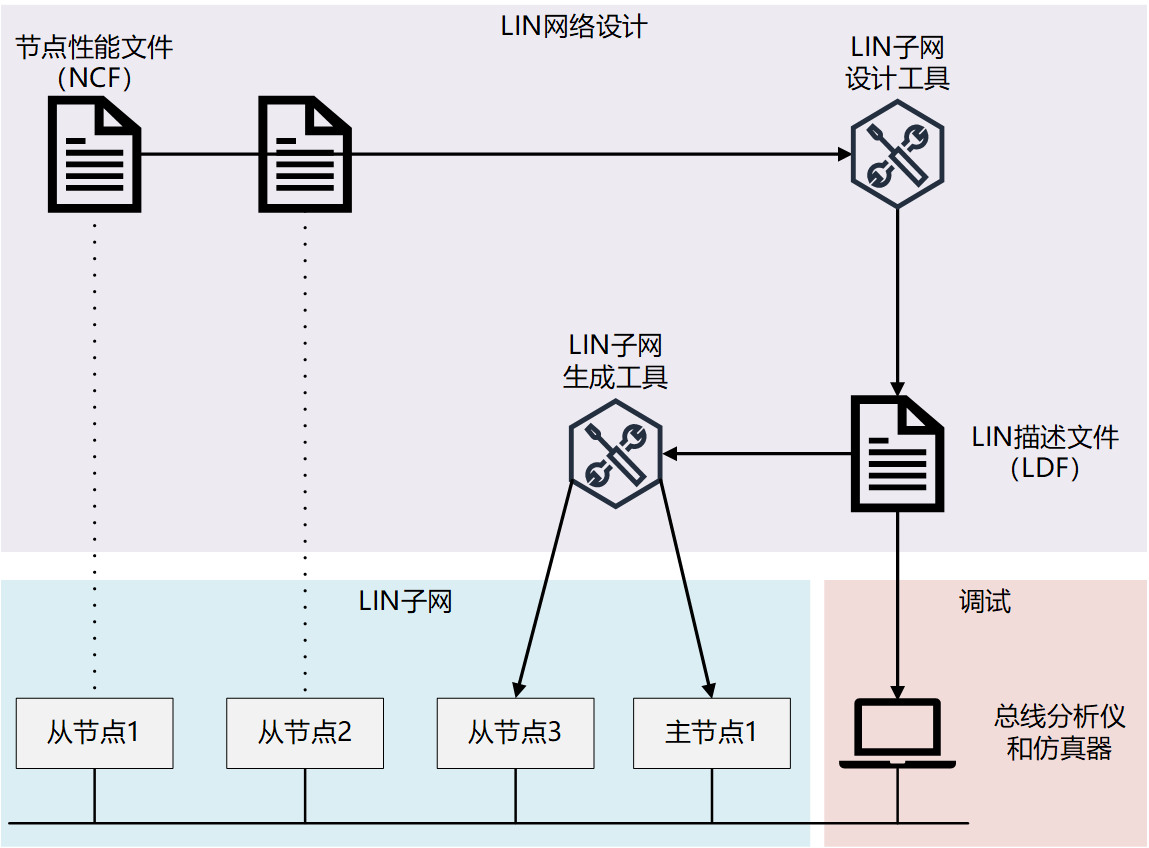 LIN网络设计
节点性能文件
（NCF）
LIN子网
设计工具
LIN子网
生成工具
LIN描述文件
（LDF）
LIN子网
调试
从节点1
从节点2
从节点3
主节点1
总线分析仪
和仿真器